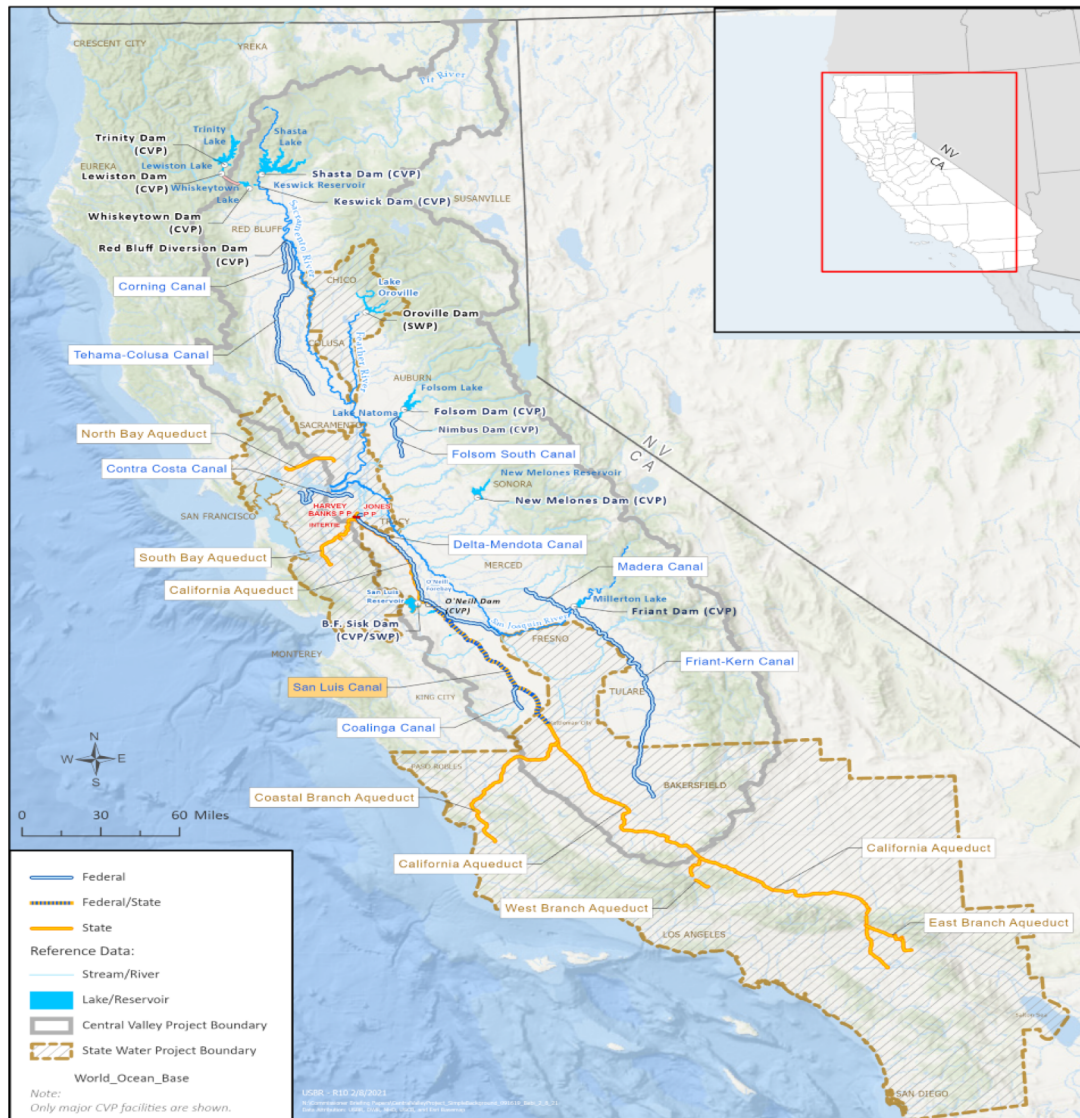 CRESCENT CITY
YREKA
Pit River
Trinity Dam
(CVP)
Trinity
Lake
Shasta
Lake
EUREKA
Lewiston Lake
Lewiston Dam
(CVP)
Whiskeytown
Lake
Shasta Dam (CVP)
Keswick Reservoir
Keswick Dam (CVP)
SUSANVILLE
Whiskeytown Dam
(CVP)
RED BLUFF
Sacramento River
Red Bluff Diversion Dam
(CVP)
Corning Canal
CHICO
Lake
Oroville
Oroville Dam
(SWP)
Tehama-Colusa Canal
COLUSA
Feather River
AUBURN
Folsom Lake
Lake Natoma
Folsom Dam (CVP)
Nimbus Dam (CVP)
SACRAMENTO
North Bay Aqueduct
Folsom South Canal
Contra Costa Canal
New Melones Reservoir
SONORA
New Melones Dam (CVP)
NV
CA
SAN FRANCISCO
HARVEY
BANKS P P
JONES
P P
INTERTIE
TRACY
South Bay Aqueduct
Delta-Mendota Canal
MERCED
Madera Canal
California Aqueduct
O'Neill
Forebay
San Luis
Reservoir
O'Neill Dam
(CVP)
Millerton Lake
Friant Dam (CVP)
B.F. Sisk Dam
(CVP/SWP)
San Joaquin River
FRESNO
MONTEREY
Friant-Kern Canal
San Luis Canal
KING CITY
TULARE
Coalinga Canal
PASO ROBLES
BAKERSFIELD
Coastal Branch Aqueduct
California Aqueduct
California Aqueduct
West Branch Aqueduct
East Branch Aqueduct
LOS ANGELES
SAN DIEGO
N
W E
S
0 30 60 Miles
Federal
Federal/State
State
Reference Data:
Stream/River
Lake/Reservoir
Central Valley Project Boundary
State Water Project Boundary
World_Ocean_Base
Note:
Only major CVP facilities are shown.
USBR - R10 2/8/2021
NV
CA